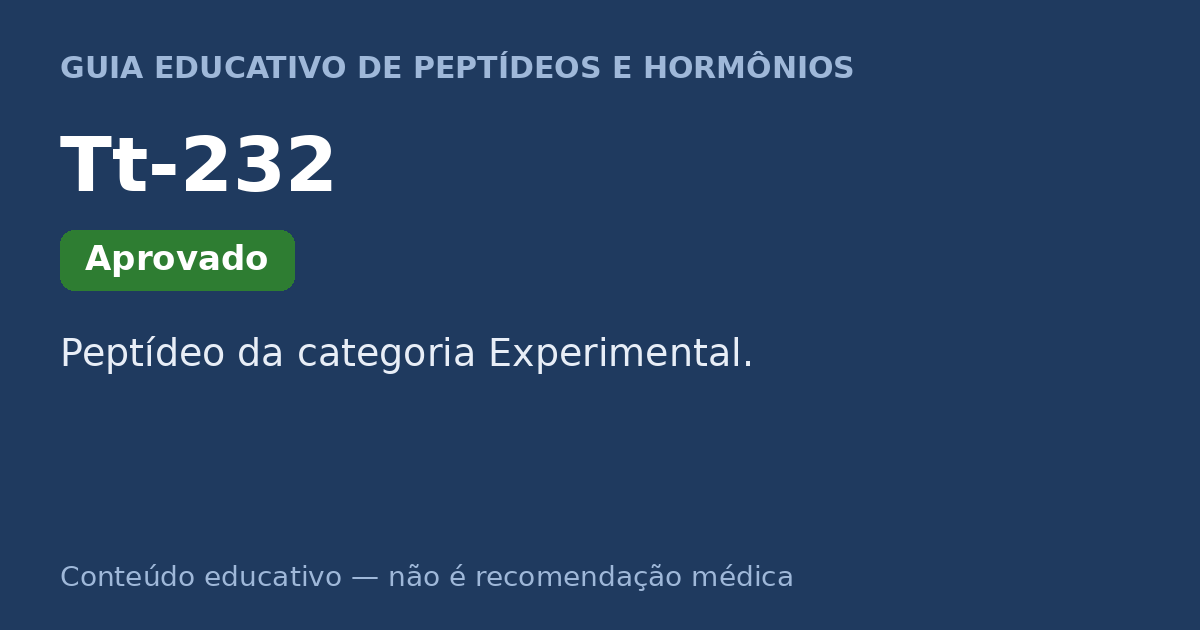 GUIA EDUCATIVO DE PEPTÍDEOS E HORMÔNIOS
Tt-232
Aprovado
Peptídeo da categoria Experimental.
Conteúdo educativo — não é recomendação médica